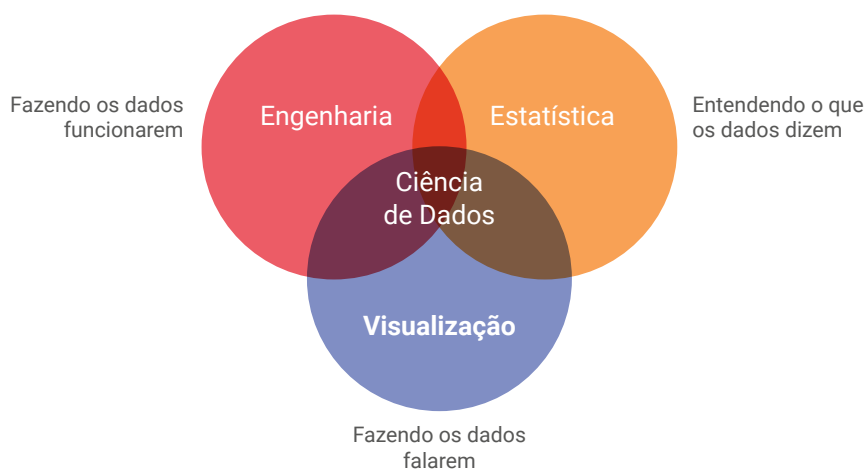 Fazendo os dados
funcionarem
Engenharia
Estatística
Entendendo o que
os dados dizem
Ciência
de Dados
Visualização
Fazendo os dados
falarem